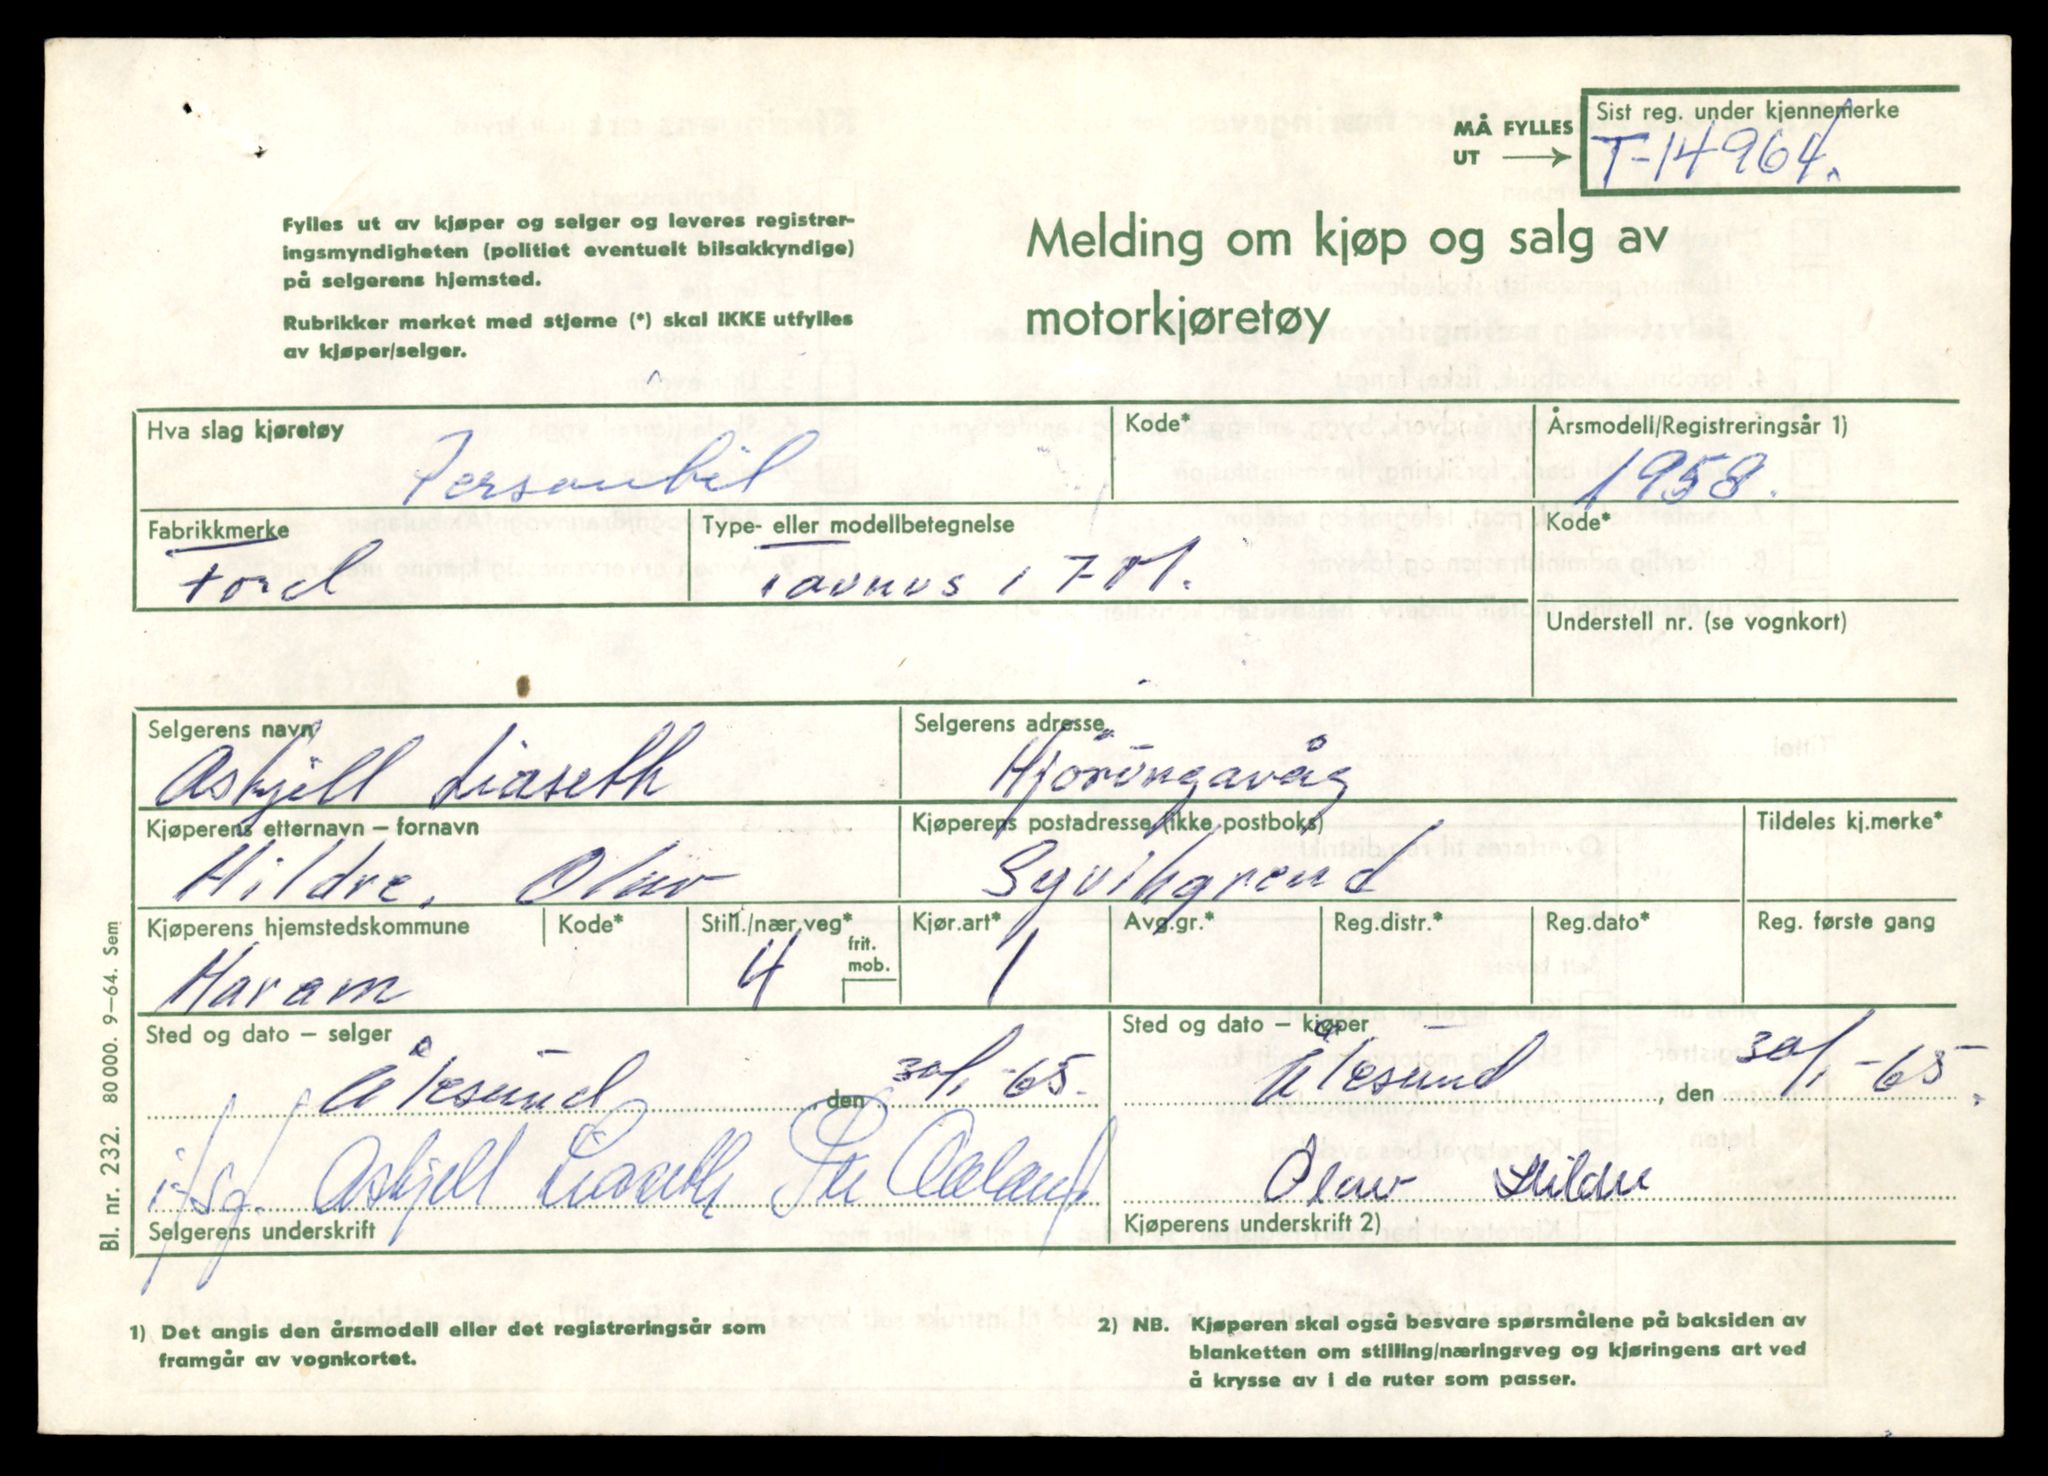 MÅ FYLLES UT → Sist reg. under kjennemerke
T-14964.
Fylles ut av kjøper og selger og leveres registrer-
ingsmyndigheten (politiet eventuelt bilsakkyndige)
på selgerens hjemsted.
Rubrikker merket med stjerne (*) skal IKKE utfylles
av kjøper/selger.
Melding om kjøp og salg av
motorkjøretøy
Hva slag kjøretøy Kode* Årsmodell/Registreringsår 1)
Personbil 1958.
Fabrikkmerke Type- eller modellbetegnelse Kode*
Ford Taunus 17 M.
Understell nr. (se vognkort)
Selgerens navn Selgerens adresse
Askjell Liaseth Hjørungavåg
Kjøperens etternavn – fornavn Kjøperens postadresse (ikke postboks) Tildeles kj.merke*
Hildre, Olav Syvikgrend
Kjøperens hjemstedskommune Kode* Still./nær.veg* frit. mob. Kjør.art* Avg.gr.* Reg.distr.* Reg.dato* Reg. første gang
Haram 4 1
Sted og dato – selger Sted og dato – kjøper
Ålesund, den 30/1-65. Ålesund, den 30/1-65.
Askjell Liaseth Olav Hildre
Selgerens underskrift Kjøperens underskrift 2)
1) Det angis den årsmodell eller det registreringsår som
framgår av vognkortet.
2) NB. Kjøperen skal også besvare spørsmålene på baksiden av
blanketten om stilling/næringsveg og kjøringens art ved
å krysse av i de ruter som passer.
Bl. nr. 232. 80000. 9–64. Sem